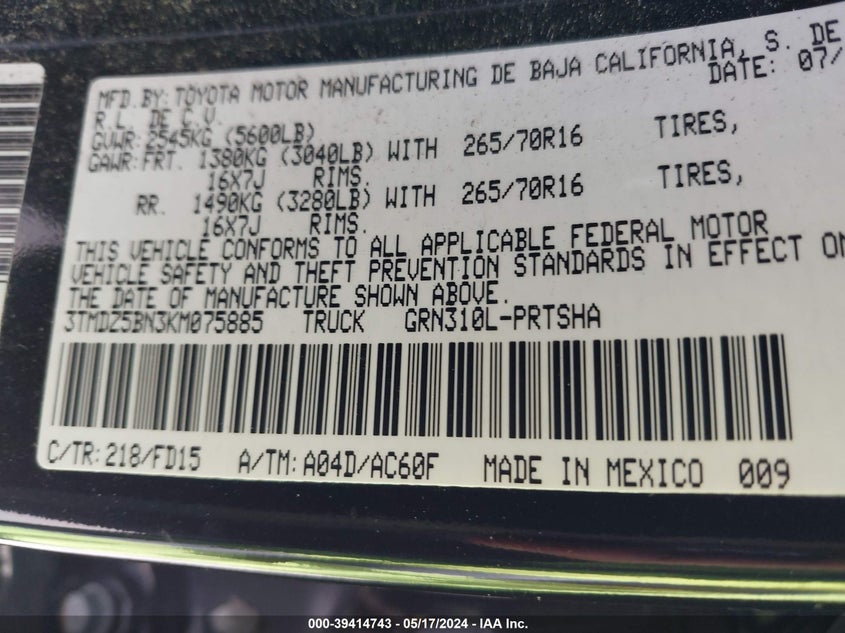 MFD.BY: TOYOTA MOTOR MANUFACTURING DE BAJA CALIFORNIA, S. DE
R.L. DE C.V. DATE: 07/
GVWR: 2545KG (5600LB)
GAWR: FRT. 1380KG (3040LB) WITH 265/70R16 TIRES,
16X7J RIMS.
RR. 1490KG (3280LB) WITH 265/70R16 TIRES,
16X7J RIMS.
THIS VEHICLE CONFORMS TO ALL APPLICABLE FEDERAL MOTOR
VEHICLE SAFETY AND THEFT PREVENTION STANDARDS IN EFFECT ON
THE DATE OF MANUFACTURE SHOWN ABOVE.
3TMDZ5BN3KM075885 TRUCK GRN310L-PRTSHA
C/TR: 218/FD15 A/TM: A04D/AC60F MADE IN MEXICO 009
000-39414743 — 05/17/2024 — IAA Inc.